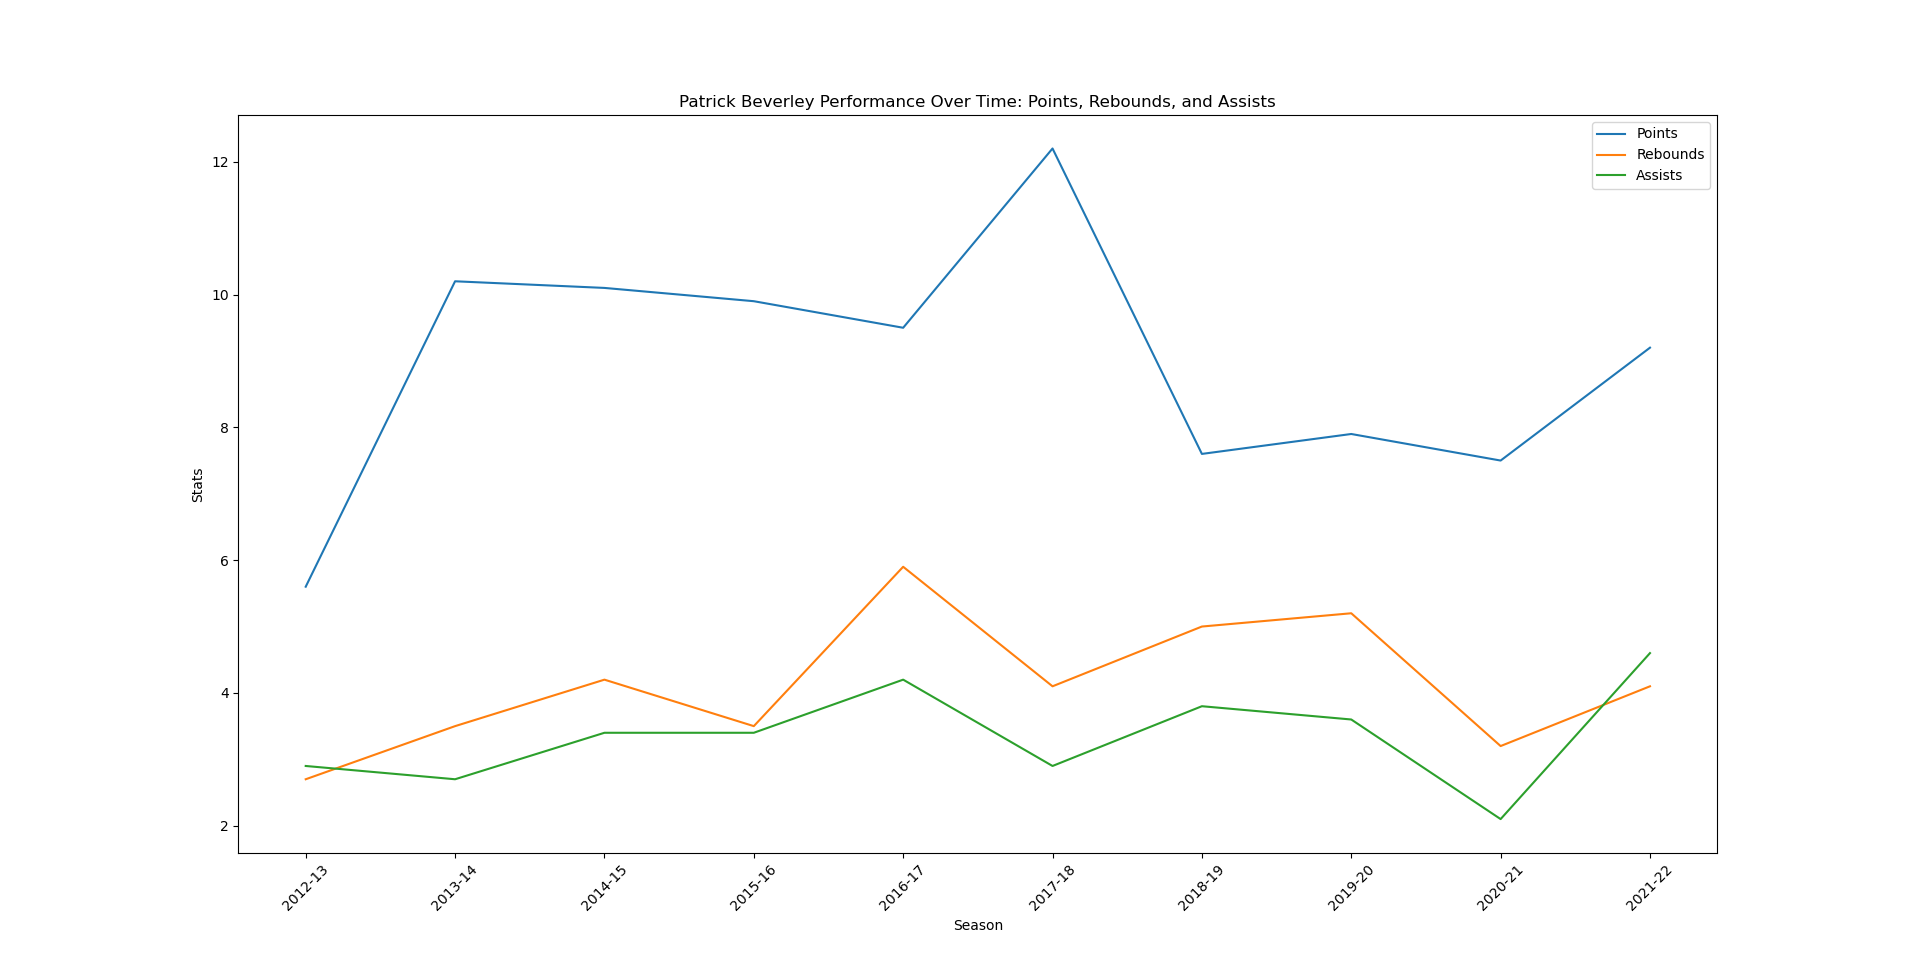 Patrick Beverley Performance Over Time: Points, Rebounds, and Assists
Points
Rebounds
Assists
12
10
8
6
4
2
Stats
2012-13
2013-14
2014-15
2015-16
2016-17
2017-18
2018-19
2019-20
2020-21
2021-22
Season